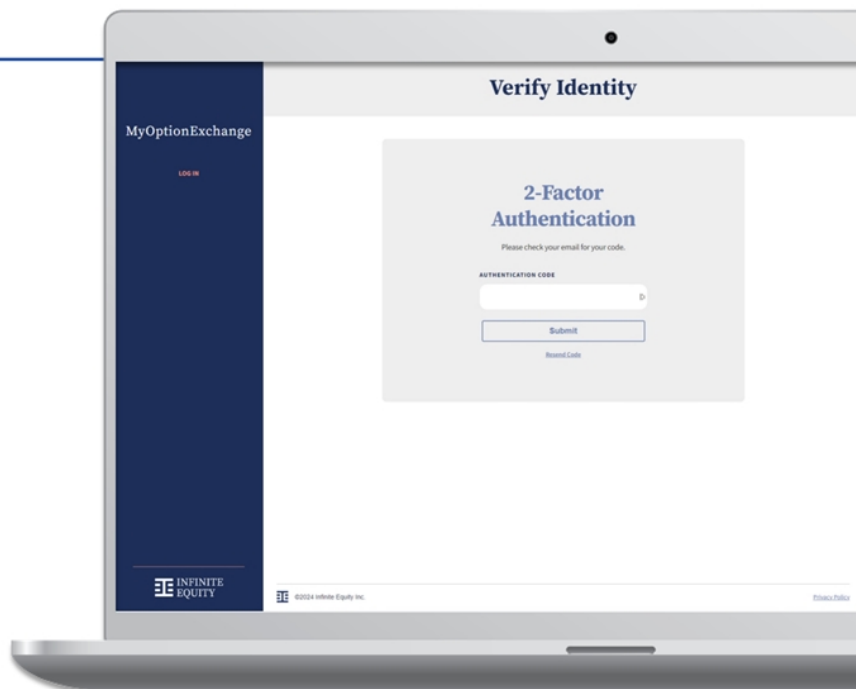 Verify Identity
MyOptionExchange
LOG IN
2-Factor
Authentication
Please check your email for your code.
AUTHENTICATION CODE
Submit
Resend Code
INFINITE
EQUITY
©2024 Infinite Equity Inc.
Privacy Policy